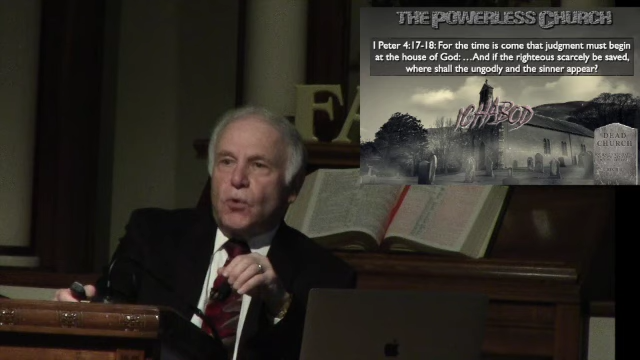 The Powerless Church
1 Peter 4:17-18: For the time is come that judgment must begin
at the house of God: ...And if the righteous scarcely be saved,
where shall the ungodly and the sinner appear?
ICHABOD
DEAD
CHURCH
FA